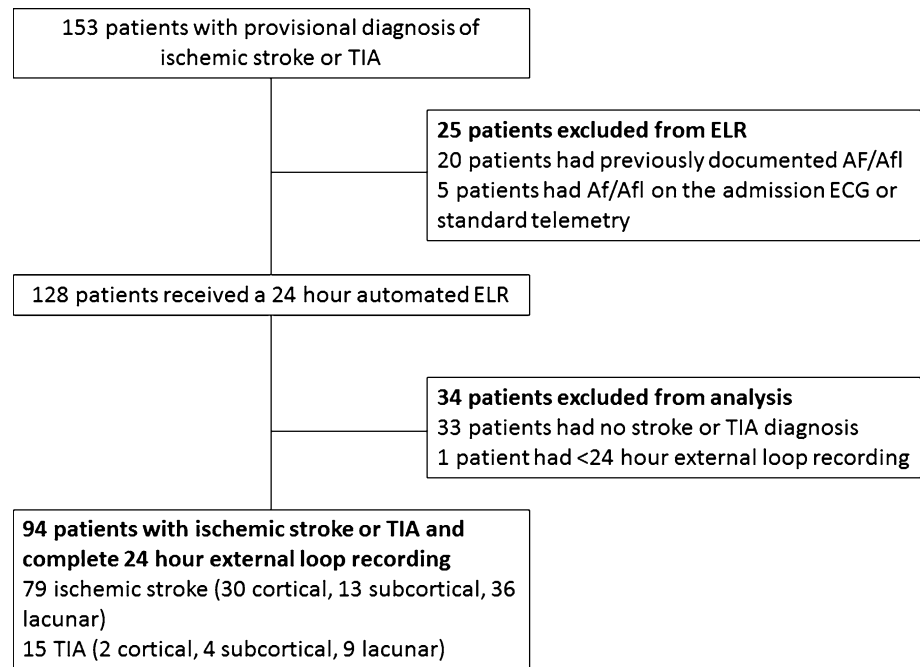 153 patients with provisional diagnosis of
ischemic stroke or TIA
25 patients excluded from ELR
20 patients had previously documented AF/Afl
5 patients had Af/Afl on the admission ECG or
standard telemetry
128 patients received a 24 hour automated ELR
34 patients excluded from analysis
33 patients had no stroke or TIA diagnosis
1 patient had <24 hour external loop recording
94 patients with ischemic stroke or TIA and
complete 24 hour external loop recording
79 ischemic stroke (30 cortical, 13 subcortical, 36
lacunar)
15 TIA (2 cortical, 4 subcortical, 9 lacunar)